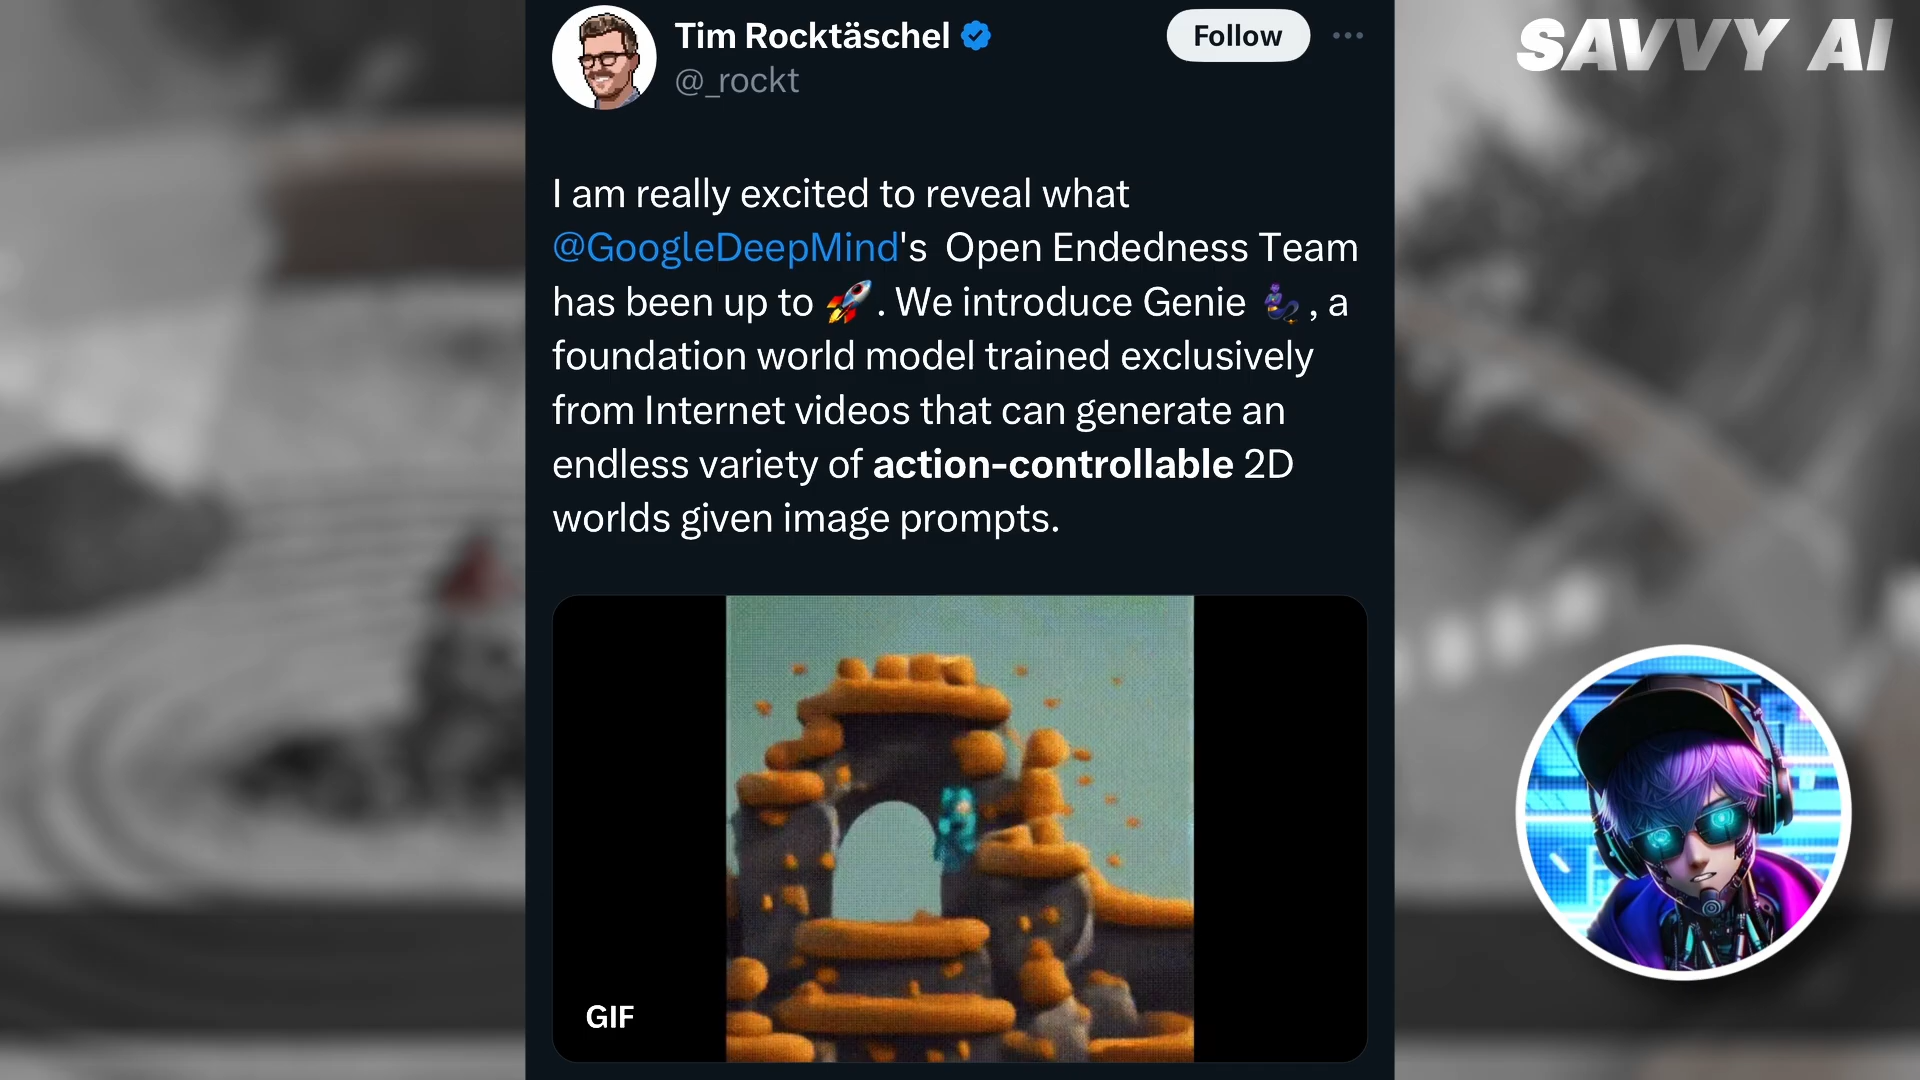 Tim Rocktäschel
Follow
SAVVY AI
@_rockt
I am really excited to reveal what
@GoogleDeepMind's Open Endedness Team
has been up to 🚀. We introduce Genie 🧞, a
foundation world model trained exclusively
from Internet videos that can generate an
endless variety of action-controllable 2D
worlds given image prompts.
GIF